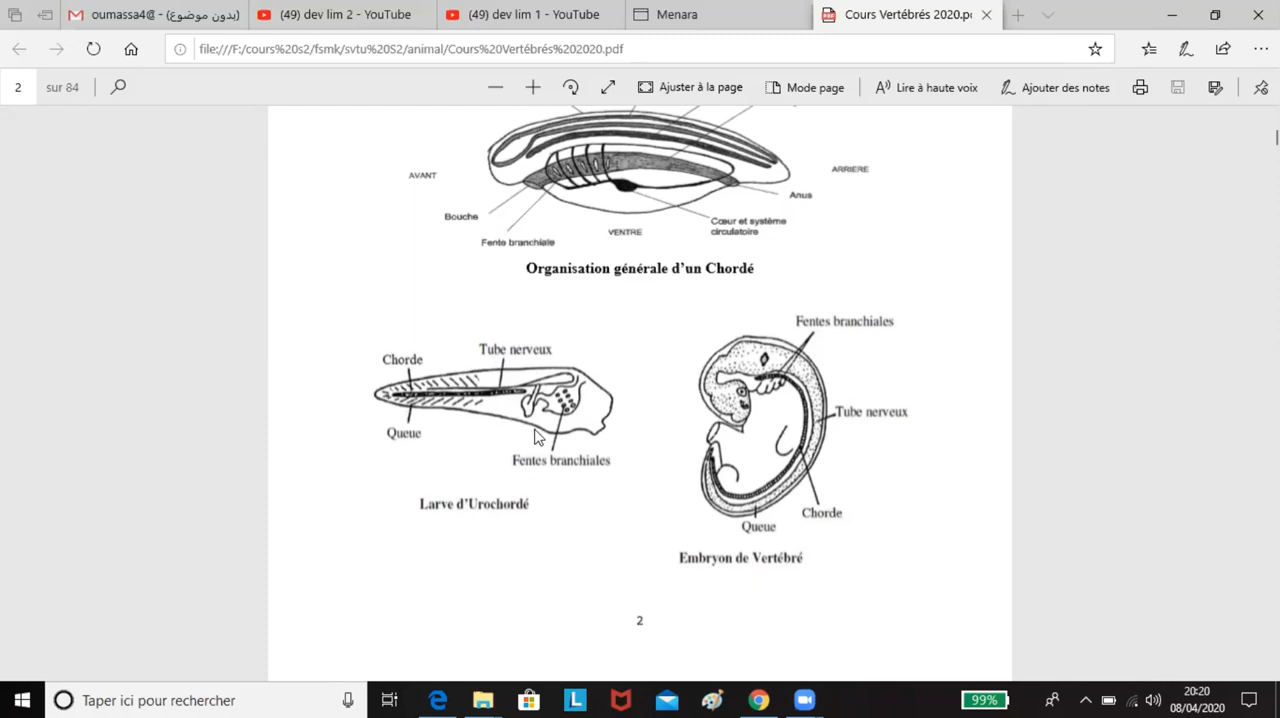 oumassa4@ - (بدون موضوع)
(49) dev lim 2 - YouTube
(49) dev lim 1 - YouTube
Menara
Cours Vertébrés 2020.pd
file:///F:/cours%20s2/fsmk/svtu%20S2/animal/Cours%20Vertébrés%202020.pdf
2 sur 84
Ajuster à la page
Mode page
Lire à haute voix
Ajouter des notes
AVANT
ARRIERE
Anus
Bouche
Cœur et système
circulatoire
VENTRE
Fente branchiale
Organisation générale d'un Chordé
Fentes branchiales
Tube nerveux
Chorde
Tube nerveux
Queue
Fentes branchiales
Larve d'Urochordé
Chorde
Queue
Embryon de Vertébré
2
Taper ici pour rechercher
99%
20:20
08/04/2020